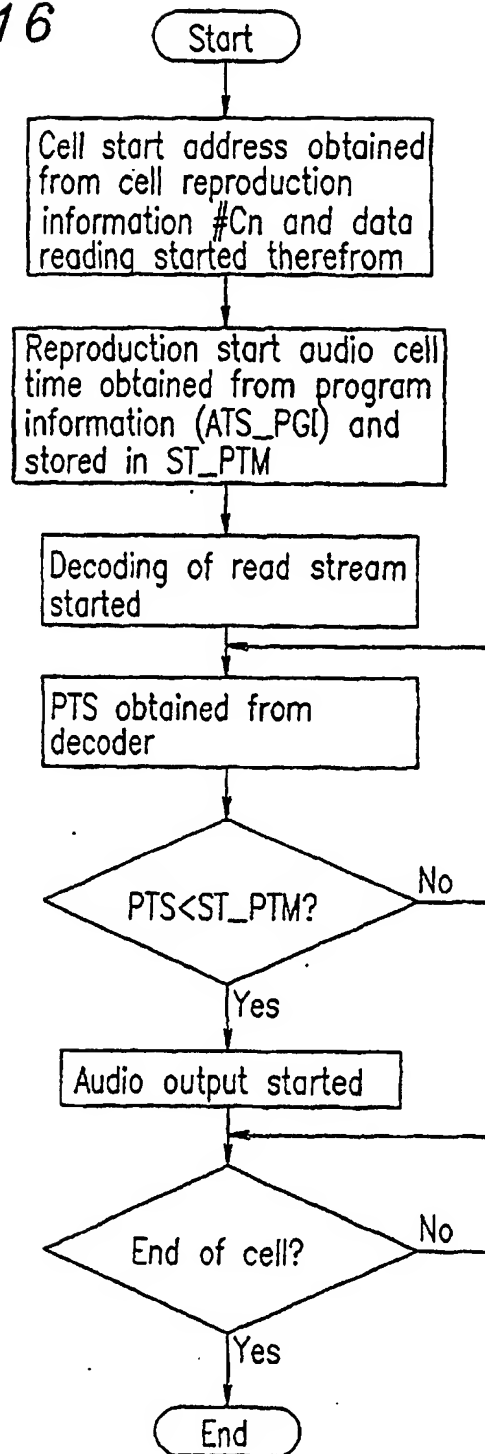 16
Start
Cell start address obtained
from cell reproduction
information #Cn and data
reading started therefrom
Reproduction start audio cell
time obtained from program
information (ATS_PGI) and
stored in ST_PTM
Decoding of read stream
started
PTS obtained from
decoder
PTS<ST_PTM?
No
Yes
Audio output started
End of cell?
No
Yes
End